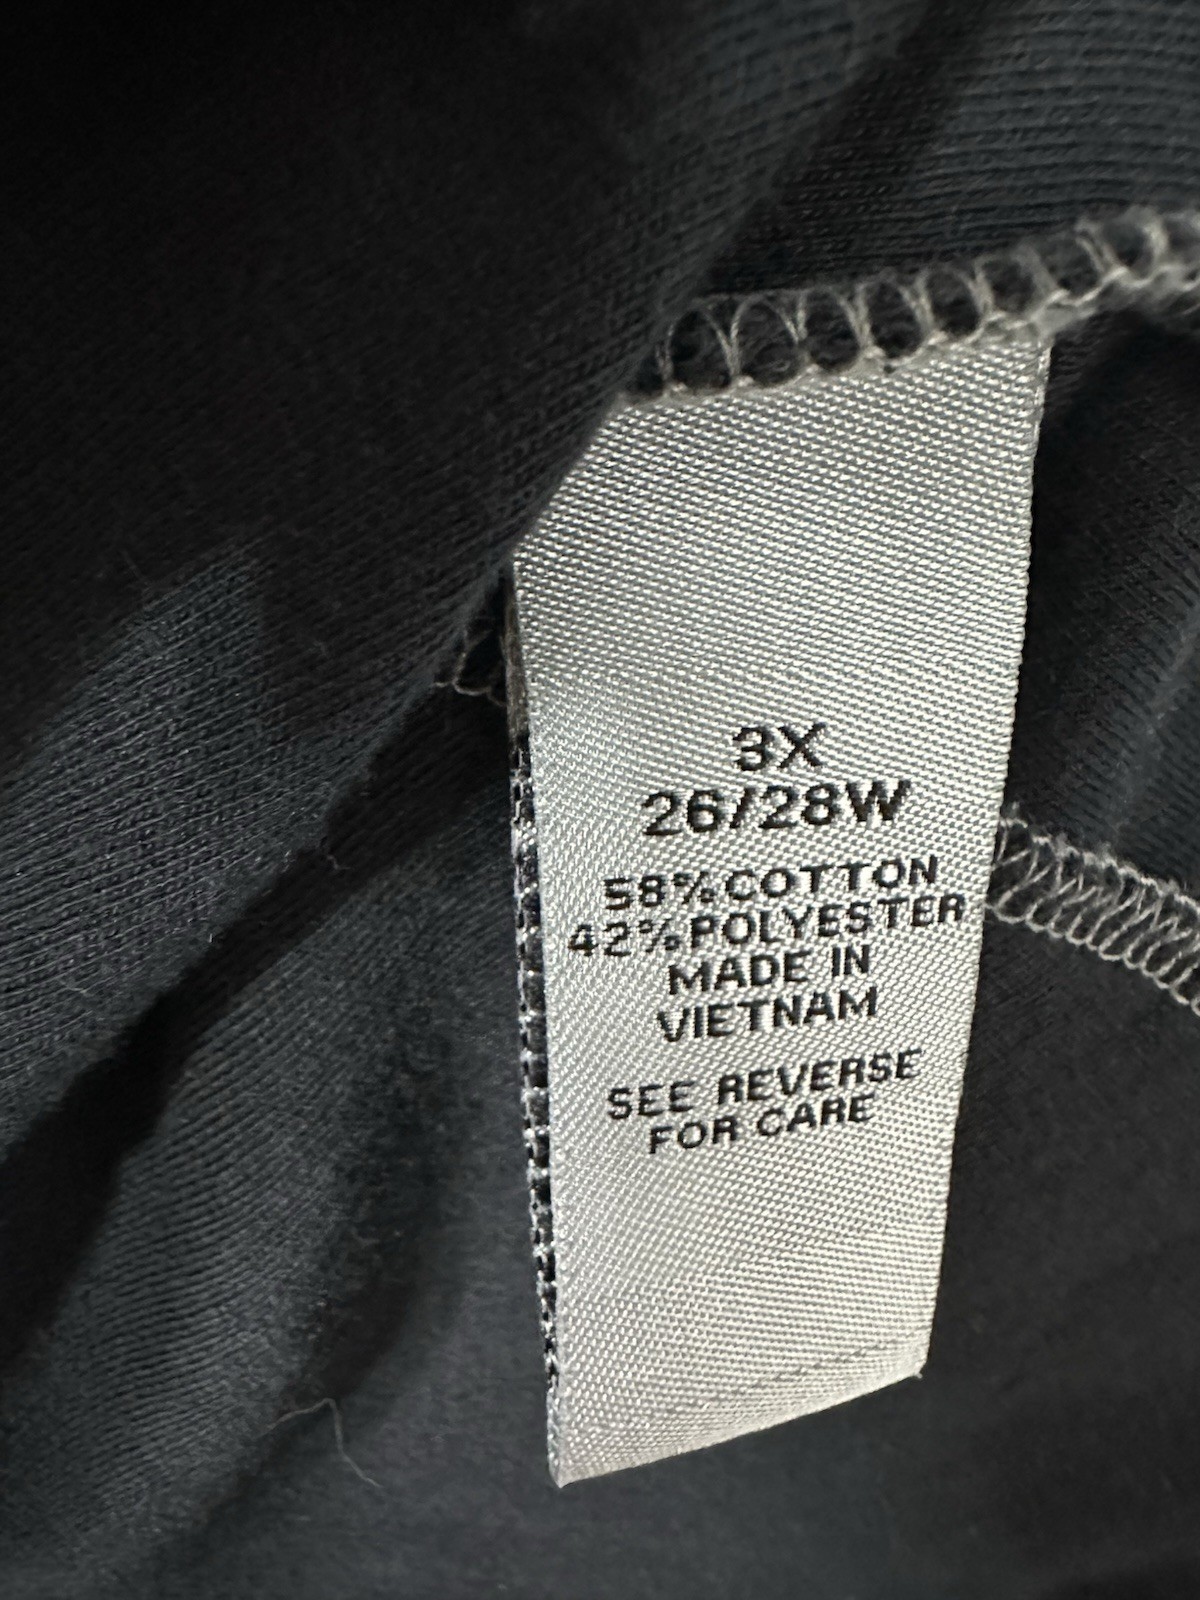 3X
26/28W
58% COTTON
42% POLYESTER
MADE IN
VIETNAM
SEE REVERSE
FOR CARE